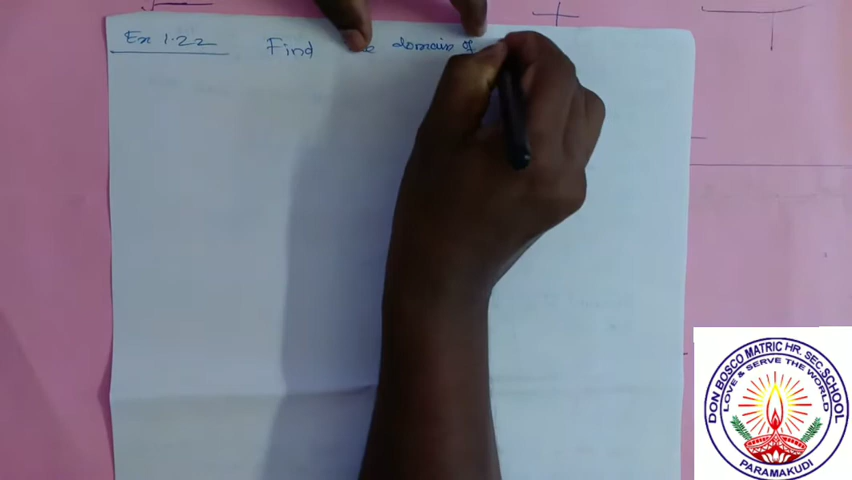 Ex 1.22 Find domain of
DON BOSCO MATRIC HR. SEC. SCHOOL
LOVE & SERVE THE WORLD
PARAMAKUDI